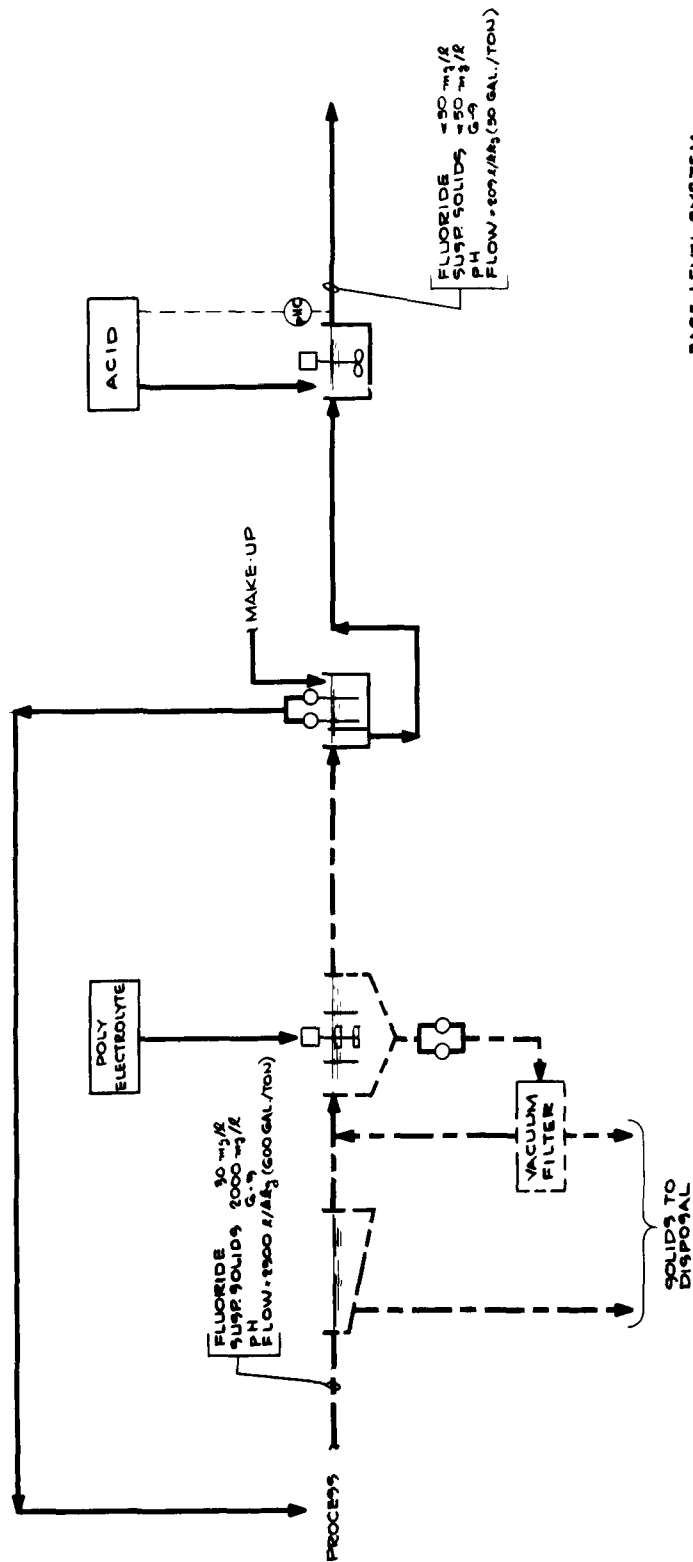 PROCESS
FLUORIDE 30 mg/l
SUSP. SOLIDS 2000 mg/l
PH 6-9
FLOW = 2500 l/kkg (600 GAL./TON)
POLY
ELECTROLYTE
VACUUM
FILTER
SOLIDS TO
DISPOSAL
MAKE-UP
ACID
pHC
FLUORIDE <30 mg/l
SUSP. SOLIDS <50 mg/l
PH 6-9
FLOW = 209 l/kkg (50 GAL./TON)